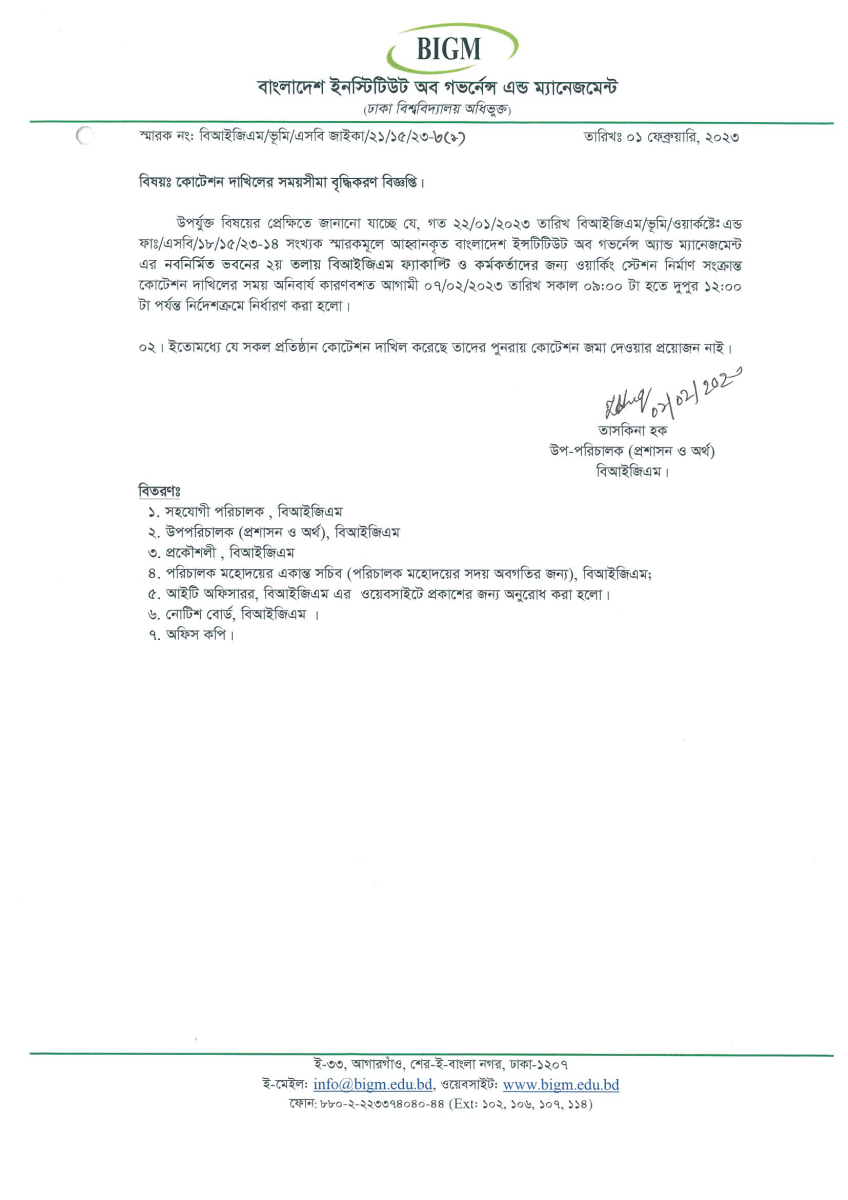 BIGM
বাংলাদেশ ইনস্টিটিউট অব গভর্নেন্স এন্ড ম্যানেজমেন্ট
(ঢাকা বিশ্ববিদ্যালয় অধিভুক্ত)
স্মারক নং: বিআইজিএম/ভূমি/এসবি জাইকা/২১/১৫/২৩-৬(২)
তারিখঃ ০১ ফেব্রুয়ারি, ২০২৩
বিষয়ঃ কোটেশন দাখিলের সময়সীমা বৃদ্ধিকরণ বিজ্ঞপ্তি।
উপর্যুক্ত বিষয়ের প্রেক্ষিতে জানানো যাচ্ছে যে, গত ২২/০১/২০২৩ তারিখ বিআইজিএম/ভূমি/ওয়ার্কষ্টেঃ এন্ড
ফাঃ/এসবি/১৮/১৫/২৩-১৪ সংখ্যক স্মারকমূলে আহ্বানকৃত বাংলাদেশ ইন্সটিটিউট অব গভর্নেন্স অ্যান্ড ম্যানেজমেন্ট
এর নবনির্মিত ভবনের ২য় তলায় বিআইজিএম ফ্যাকাল্টি ও কর্মকর্তাদের জন্য ওয়ার্কিং স্টেশন নির্মাণ সংক্রান্ত
কোটেশন দাখিলের সময় অনিবার্য কারণবশত আগামী ০৭/০২/২০২৩ তারিখ সকাল ০৯:০০ টা হতে দুপুর ১২:০০
টা পর্যন্ত নির্দেশক্রমে নির্ধারণ করা হলো।
০২। ইতোমধ্যে যে সকল প্রতিষ্ঠান কোটেশন দাখিল করেছে তাদের পুনরায় কোটেশন জমা দেওয়ার প্রয়োজন নাই।
02/02/202
তাসকিনা হক
উপ-পরিচালক (প্রশাসন ও অর্থ)
বিআইজিএম।
বিতরণঃ
১. সহযোগী পরিচালক , বিআইজিএম
২. উপপরিচালক (প্রশাসন ও অর্থ), বিআইজিএম
৩. প্রকৌশলী , বিআইজিএম
৪. পরিচালক মহোদয়ের একান্ত সচিব (পরিচালক মহোদয়ের সদয় অবগতির জন্য), বিআইজিএম;
৫. আইটি অফিসারর, বিআইজিএম এর ওয়েবসাইটে প্রকাশের জন্য অনুরোধ করা হলো।
৬. নোটিশ বোর্ড, বিআইজিএম ।
৭. অফিস কপি।
ই-৩৩, আগারগাঁও, শের-ই-বাংলা নগর, ঢাকা-১২০৭
ই-মেইল: info@bigm.edu.bd, ওয়েবসাইট: www.bigm.edu.bd
ফোন: ৮৮০-২-২২৩৩৭৪০৪০-৪৪ (Ext: ১০২, ১০৬, ১০৭, ১১৪)